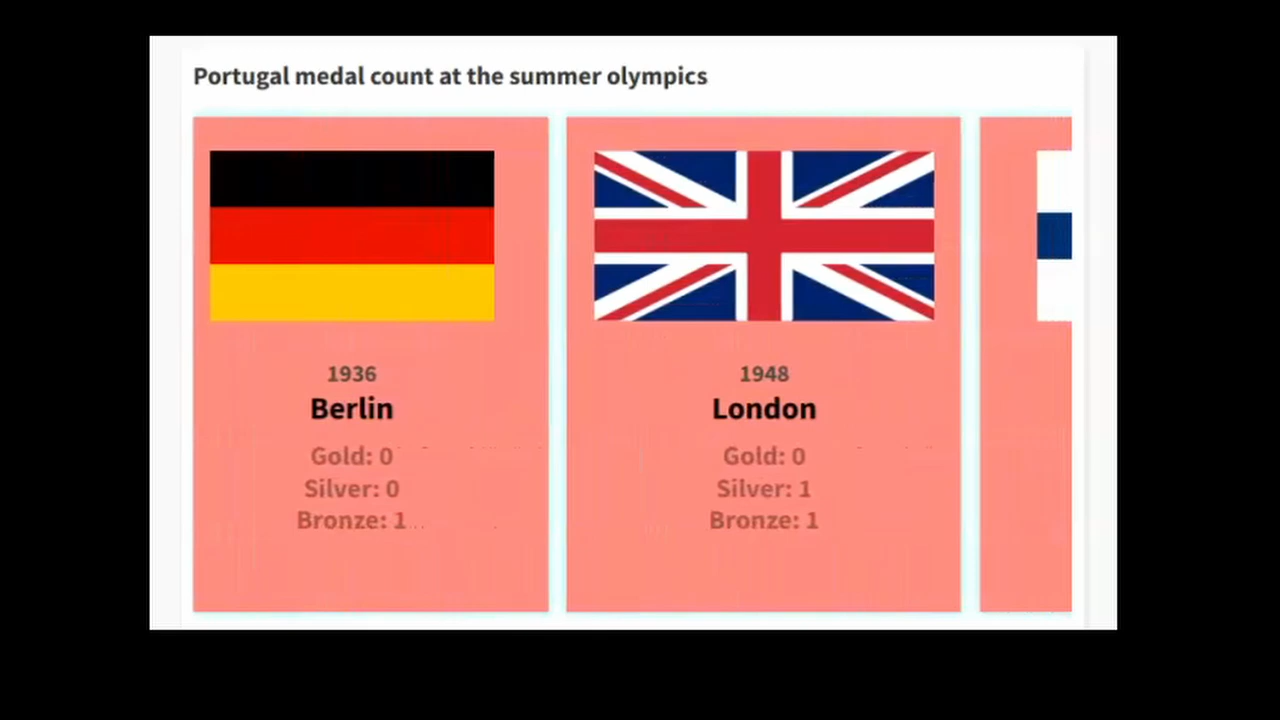 Portugal medal count at the summer olympics
1936
Berlin
Gold: 0
Silver: 0
Bronze: 1
1948
London
Gold: 0
Silver: 1
Bronze: 1